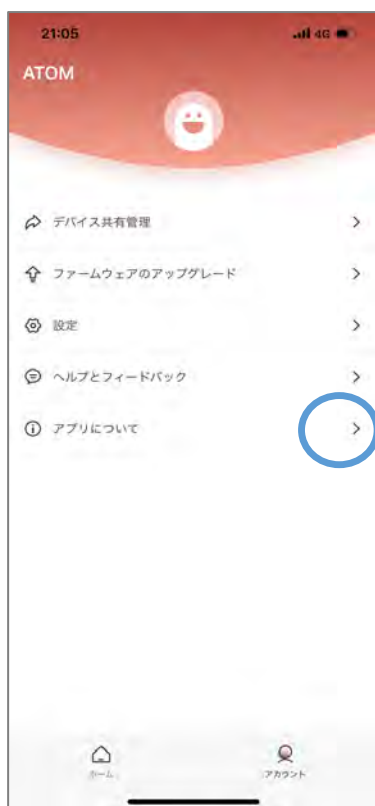 21:05
4G
ATOM
デバイス共有管理
ファームウェアのアップグレード
設定
ヘルプとフィードバック
アプリについて
ホーム
アカウント